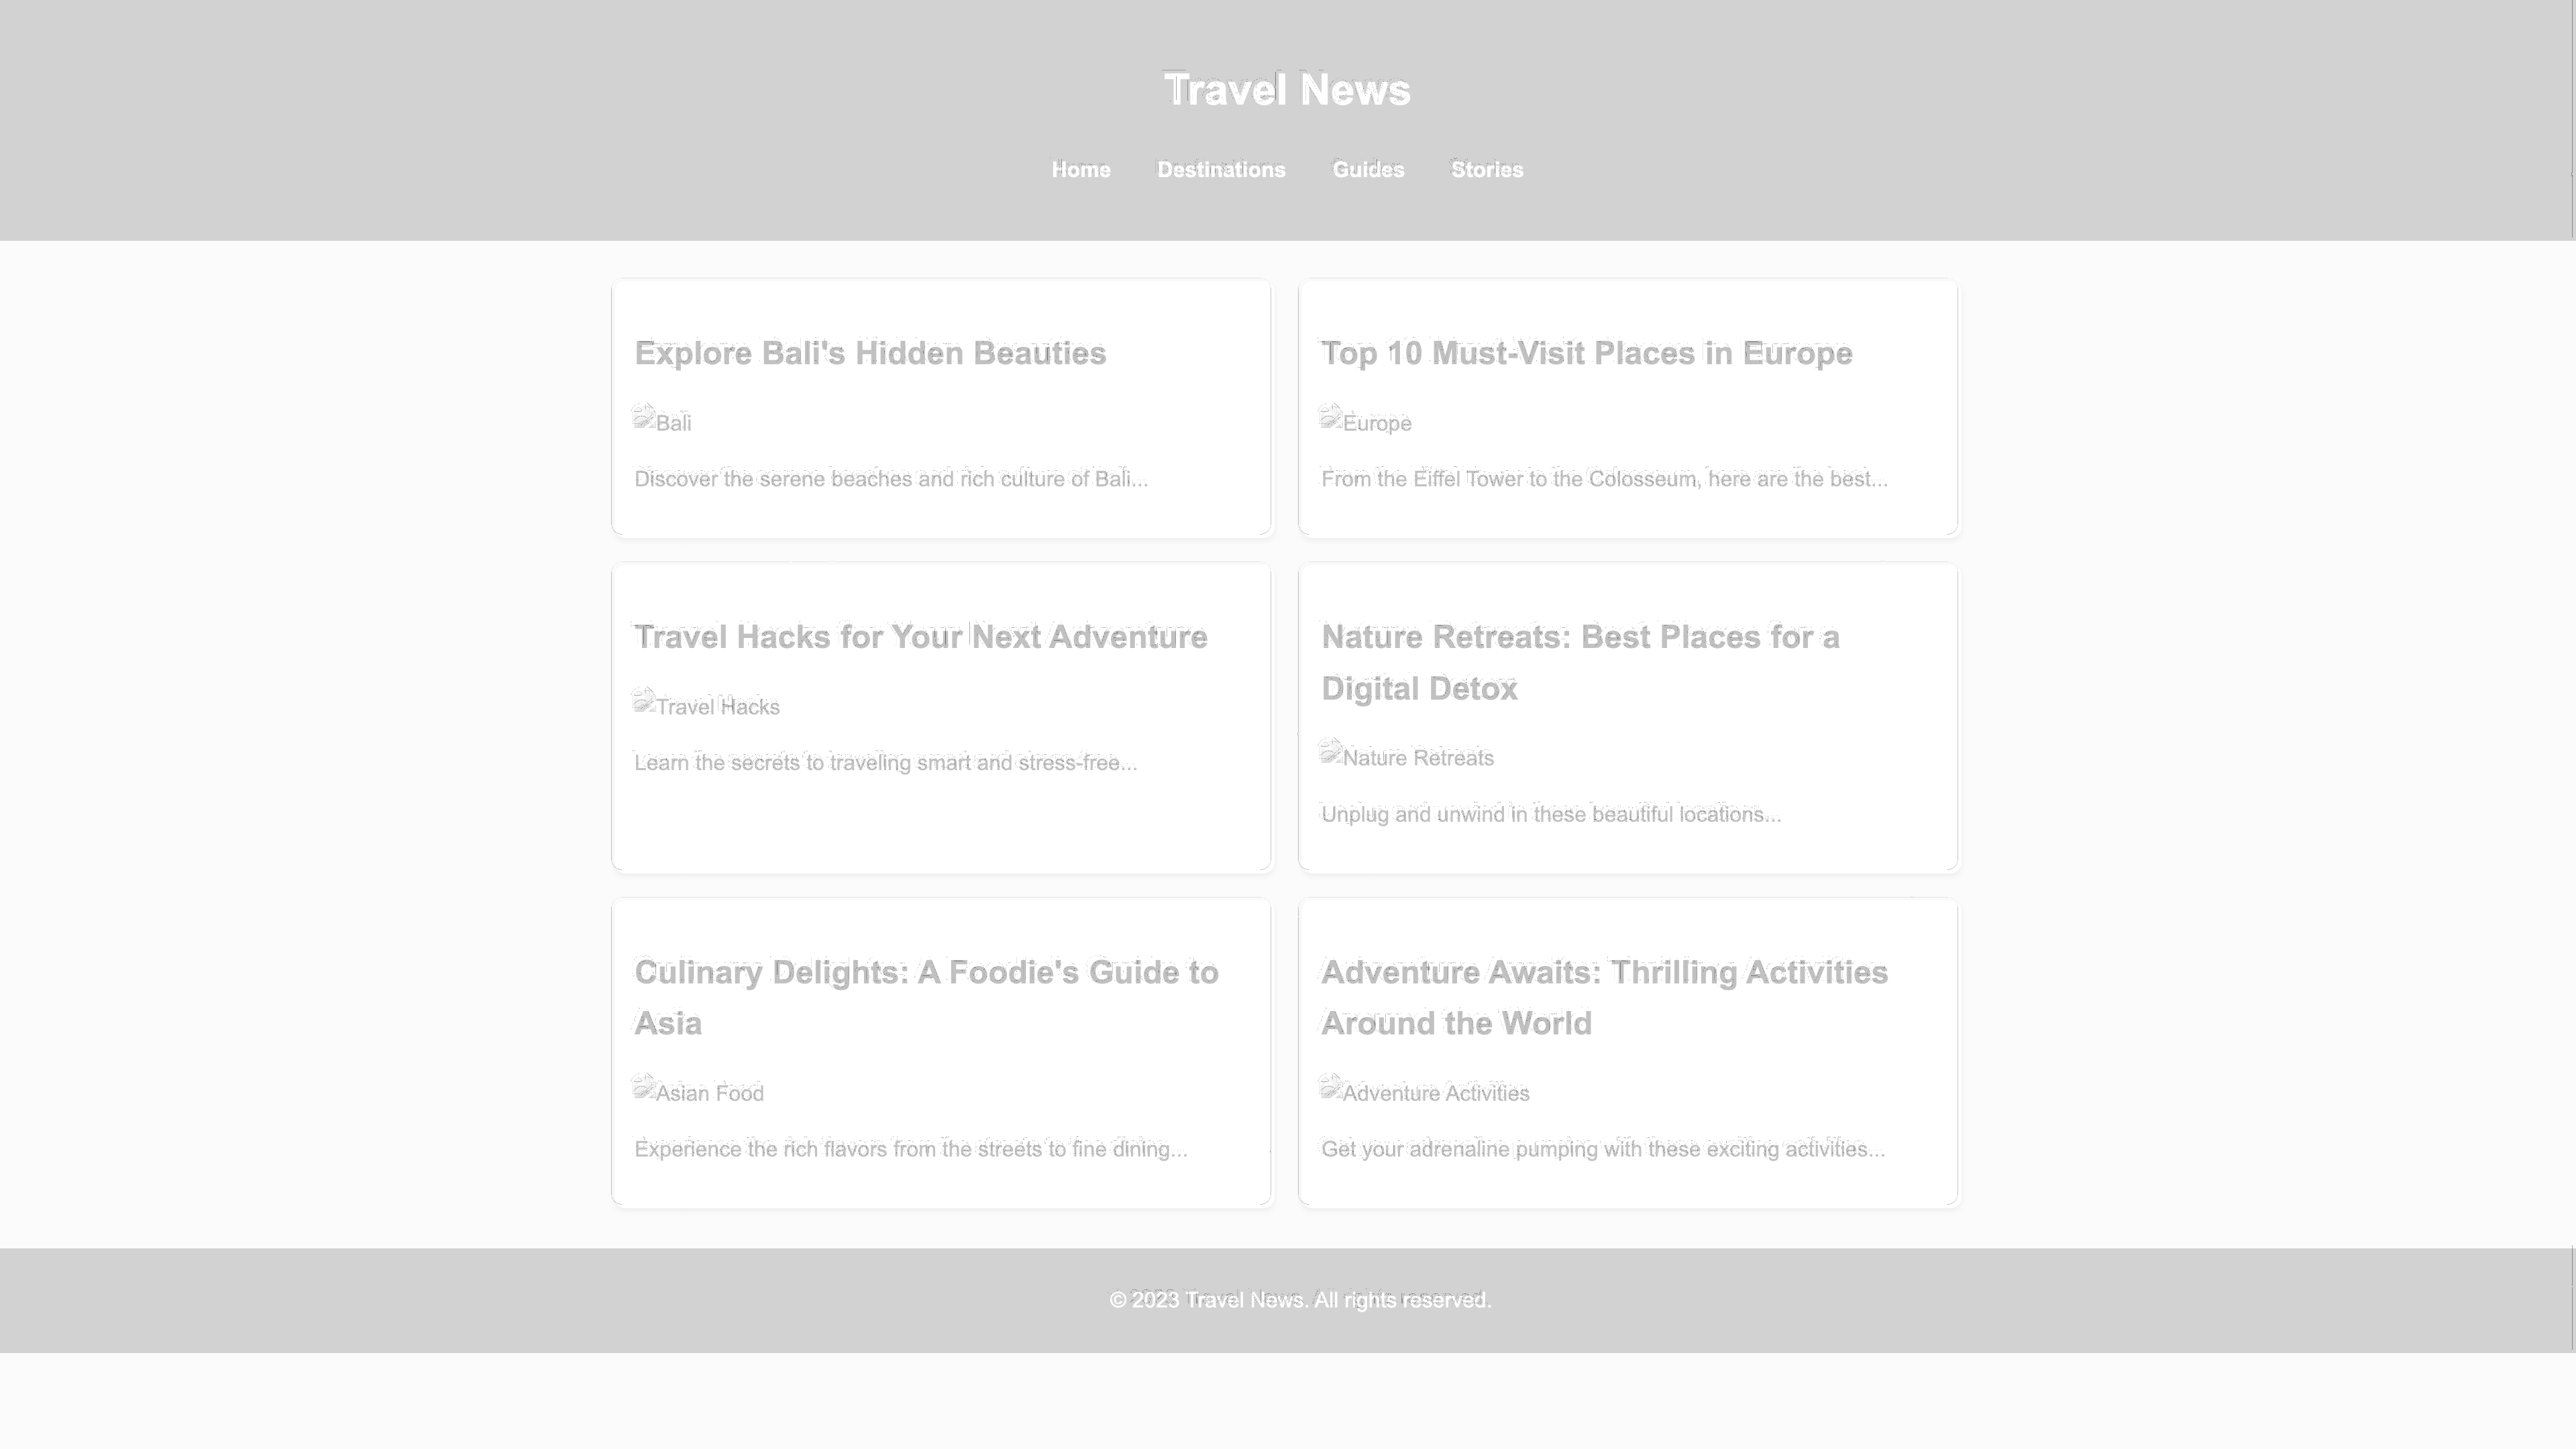 Travel News
Home Destinations Guides Stories
Explore Bali's Hidden Beauties
Bali
Discover the serene beaches and rich culture of Bali...
Top 10 Must-Visit Places in Europe
Europe
From the Eiffel Tower to the Colosseum, here are the best...
Travel Hacks for Your Next Adventure
Travel Hacks
Learn the secrets to traveling smart and stress-free...
Nature Retreats: Best Places for a
Digital Detox
Nature Retreats
Unplug and unwind in these beautiful locations...
Culinary Delights: A Foodie's Guide to
Asia
Asian Food
Experience the rich flavors from the streets to fine dining...
Adventure Awaits: Thrilling Activities
Around the World
Adventure Activities
Get your adrenaline pumping with these exciting activities...
© 2023 Travel News. All rights reserved.